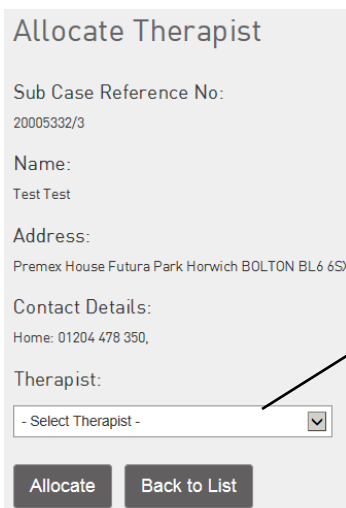 Allocate Therapist
Sub Case Reference No:
20005332/3
Name:
Test Test
Address:
Premex House Futura Park Horwich BOLTON BL6 6SX
Contact Details:
Home: 01204 478 350,
Therapist:
- Select Therapist -
Allocate Back to List